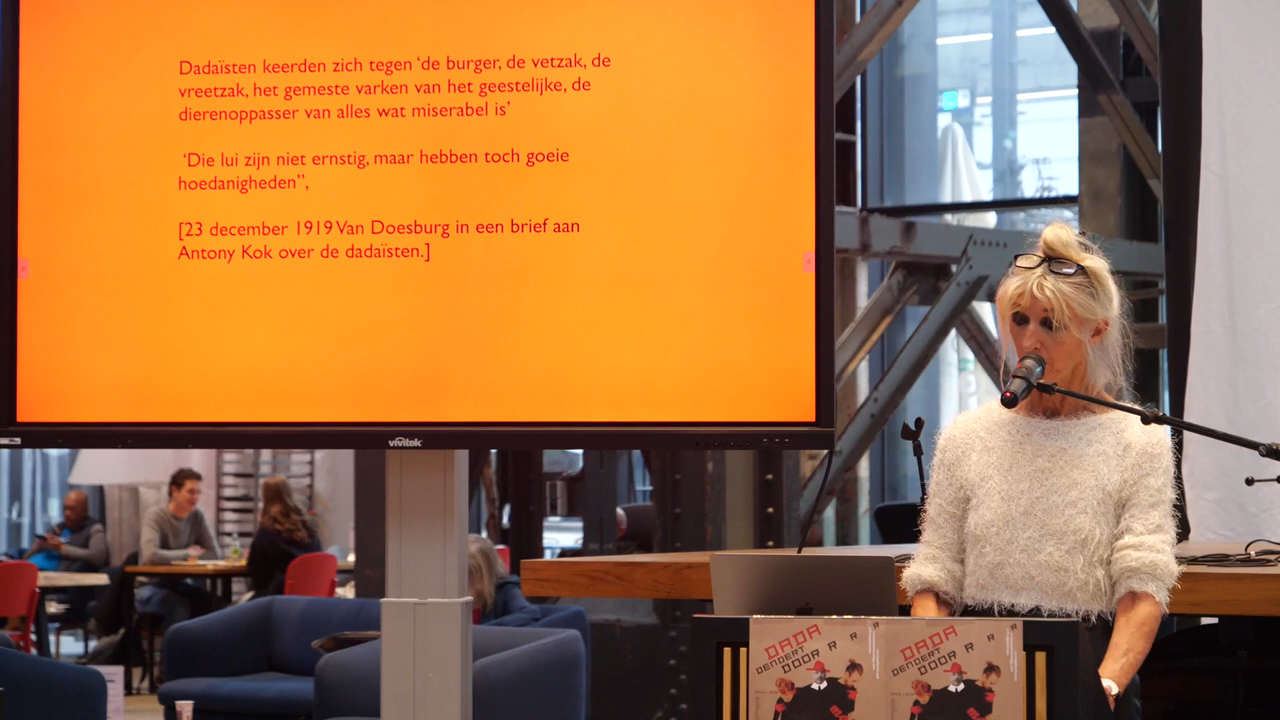 Dadaïsten keerden zich tegen ‘de burger, de vetzak, de
vreetzak, het gemeste varken van het geestelijke, de
dierenoppasser van alles wat miserabel is’
‘Die lui zijn niet ernstig, maar hebben toch goeie
hoedanigheden”,
[23 december 1919 Van Doesburg in een brief aan
Antony Kok over de dadaïsten.]
vivitek
DADA
DENDERT
DOOR R R R
DADA
DENDERT
DOOR R R R